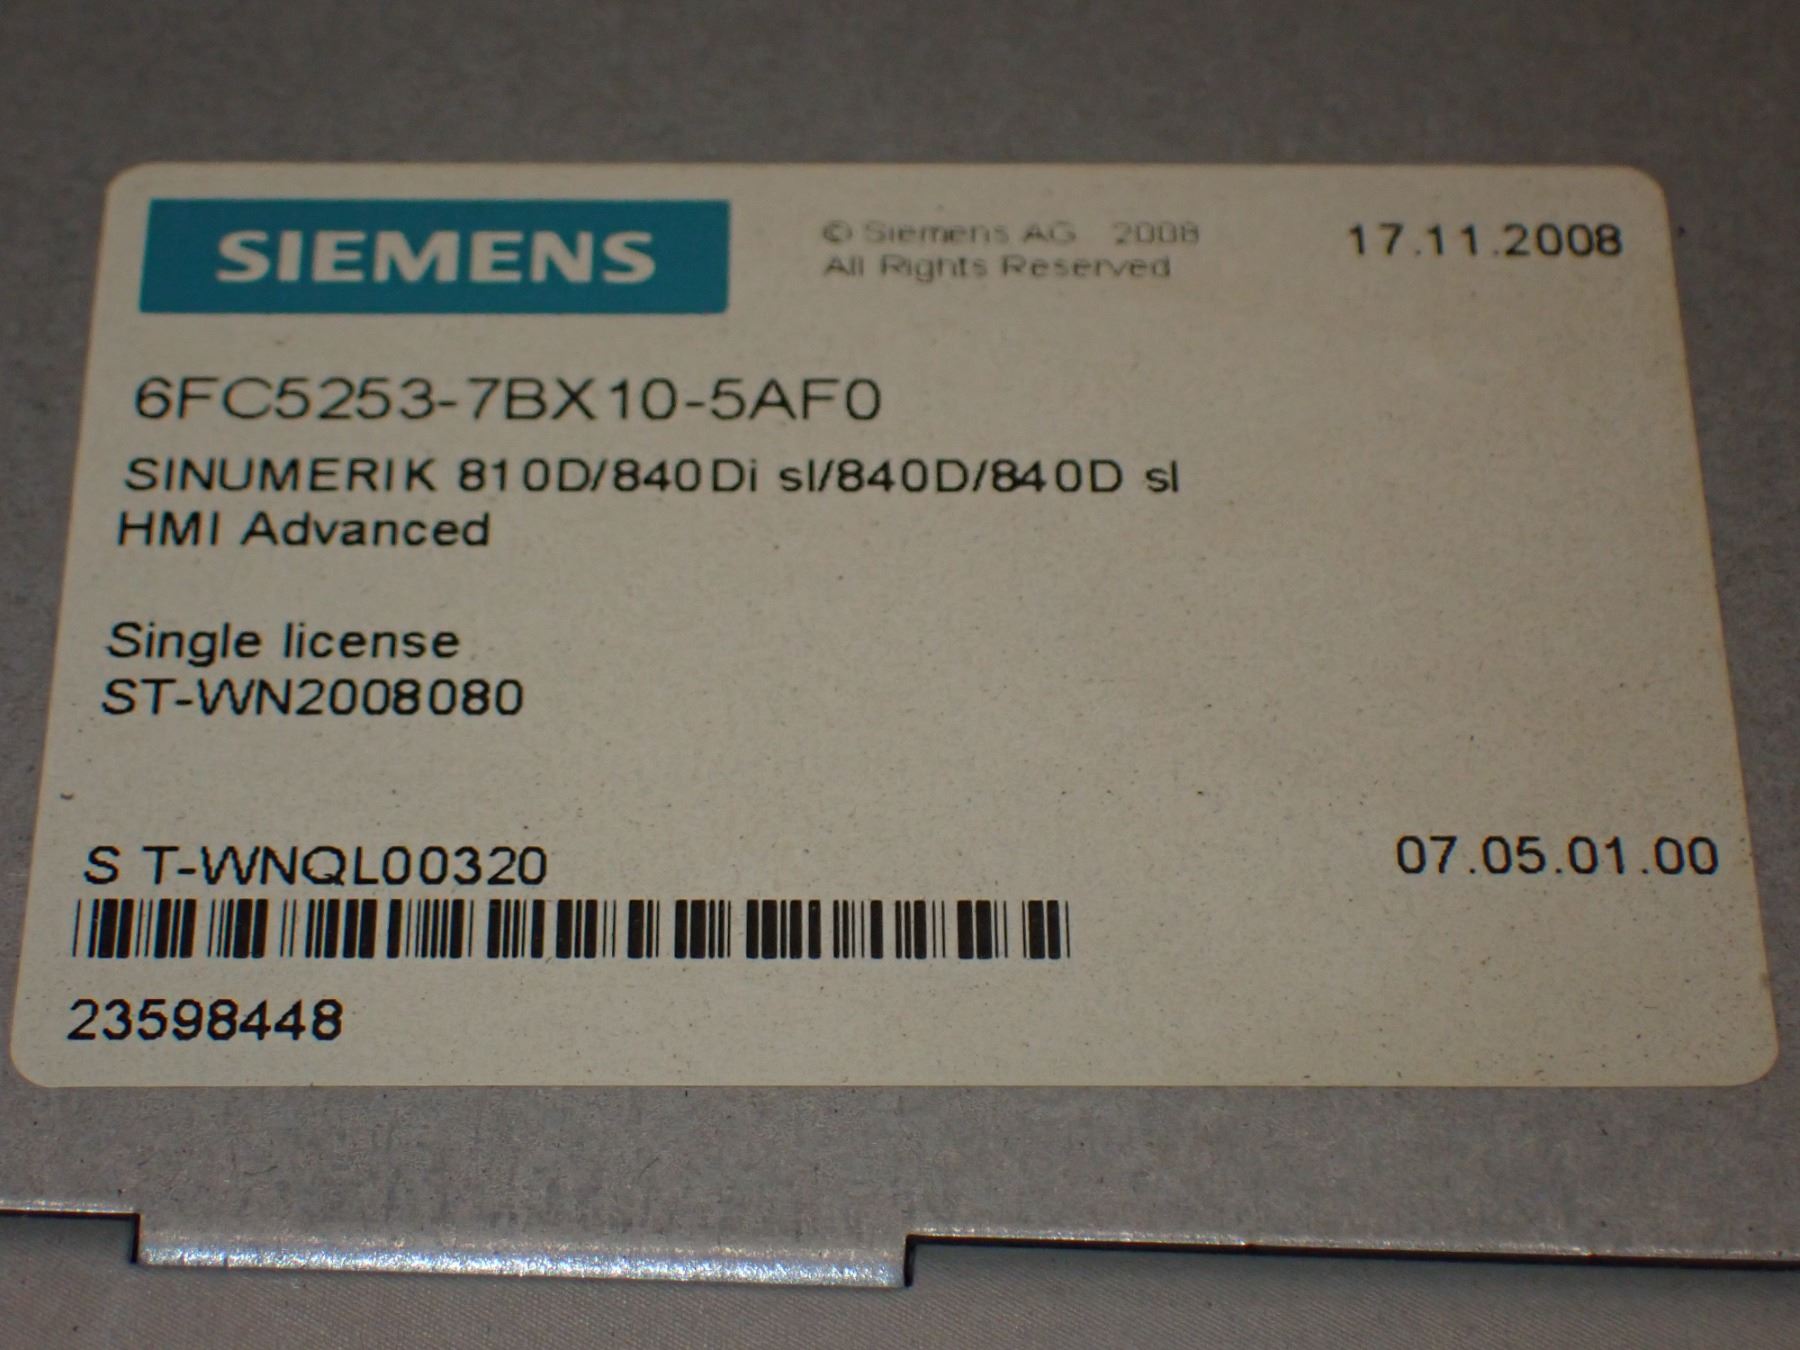 SIEMENS
© Siemens AG 2008
All Rights Reserved
17.11.2008
6FC5253-7BX10-5AF0
SINUMERIK 810D/840Di sl/840D/840D sl
HMI Advanced
Single license
ST-WN2008080
S T-WNQL00320
07.05.01.00
23598448